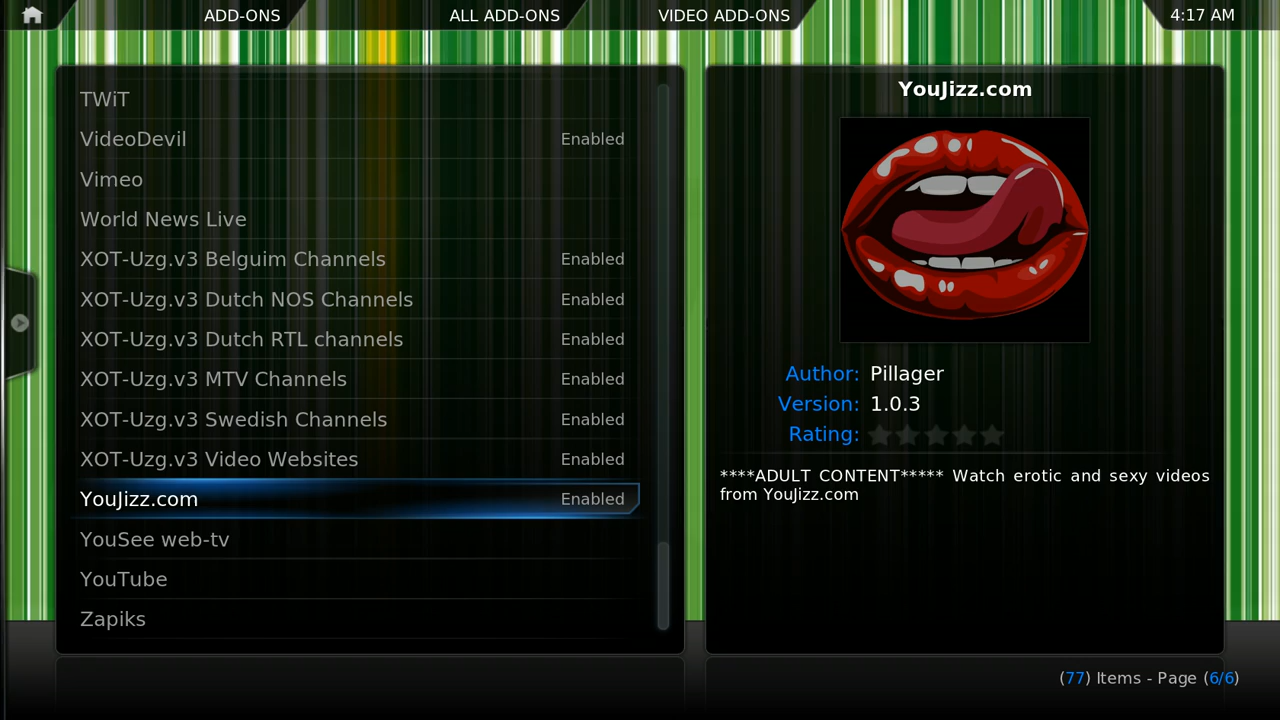 ADD-ONS
ALL ADD-ONS
VIDEO ADD-ONS
4:17 AM
TWiT
VideoDevil Enabled
Vimeo
World News Live
XOT-Uzg.v3 Belguim Channels Enabled
XOT-Uzg.v3 Dutch NOS Channels Enabled
XOT-Uzg.v3 Dutch RTL channels Enabled
XOT-Uzg.v3 MTV Channels Enabled
XOT-Uzg.v3 Swedish Channels Enabled
XOT-Uzg.v3 Video Websites Enabled
YouJizz.com Enabled
YouSee web-tv
YouTube
Zapiks
YouJizz.com
Author: Pillager
Version: 1.0.3
Rating:
****ADULT CONTENT***** Watch erotic and sexy videos
from YouJizz.com
(77) Items - Page (6/6)